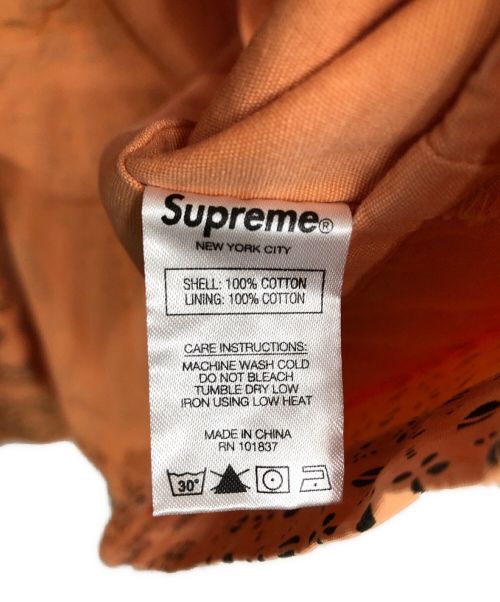 Supreme®
NEW YORK CITY
SHELL: 100% COTTON
LINING: 100% COTTON
CARE INSTRUCTIONS:
MACHINE WASH COLD
DO NOT BLEACH
TUMBLE DRY LOW
IRON USING LOW HEAT
MADE IN CHINA
RN 101837
30°